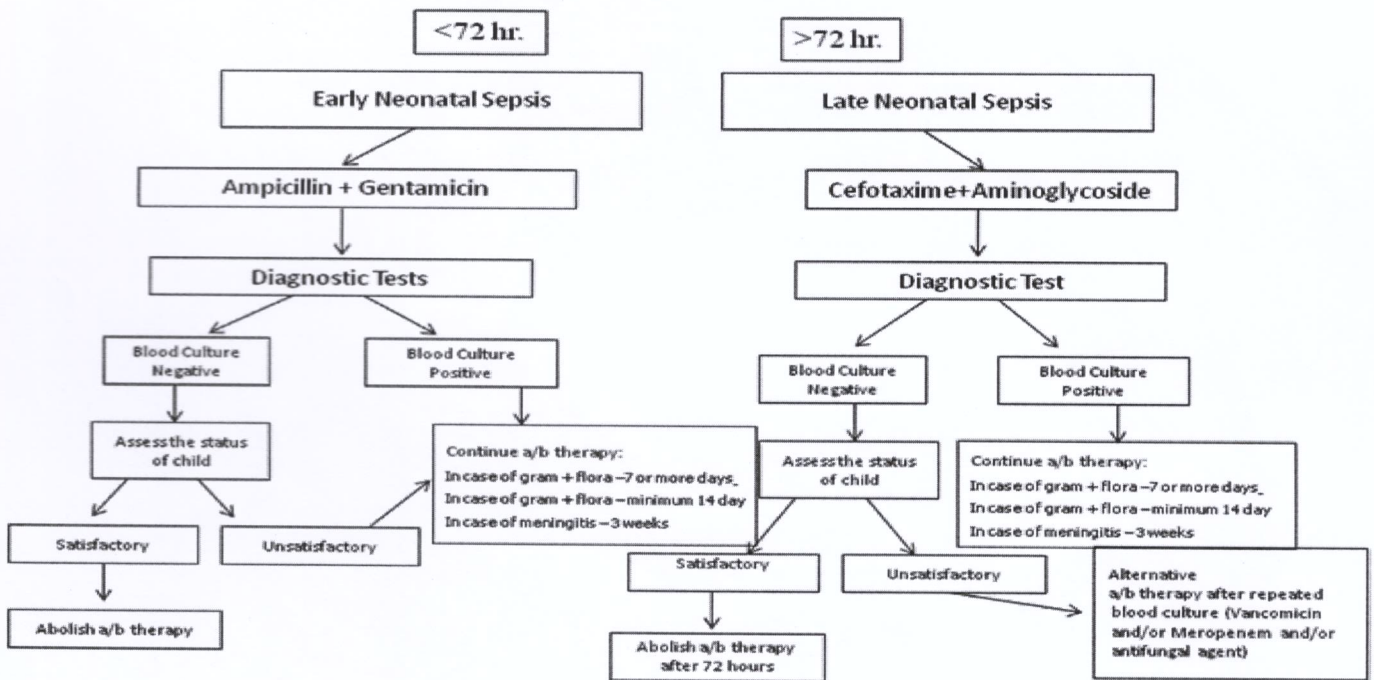 <72 hr.
Early Neonatal Sepsis
Ampicillin + Gentamicin
Diagnostic Tests
Blood Culture
Negative
Blood Culture
Positive
Assess the status
of child
Continue a/b therapy:
In case of gram + flora – 7 or more days_
In case of gram + flora – minimum 14 day
In case of meningitis – 3 weeks
Satisfactory
Unsatisfactory
Abolish a/b therapy
>72 hr.
Late Neonatal Sepsis
Cefotaxime+Aminoglycoside
Diagnostic Test
Blood Culture
Negative
Blood Culture
Positive
Assess the status
of child
Continue a/b therapy:
In case of gram + flora – 7 or more days_
In case of gram + flora – minimum 14 day
In case of meningitis – 3 weeks
Satisfactory
Unsatisfactory
Abolish a/b therapy
after 72 hours
Alternative
a/b therapy after repeated
blood culture (Vancomicin
and/or Meropenem and/or
antifungal agent)